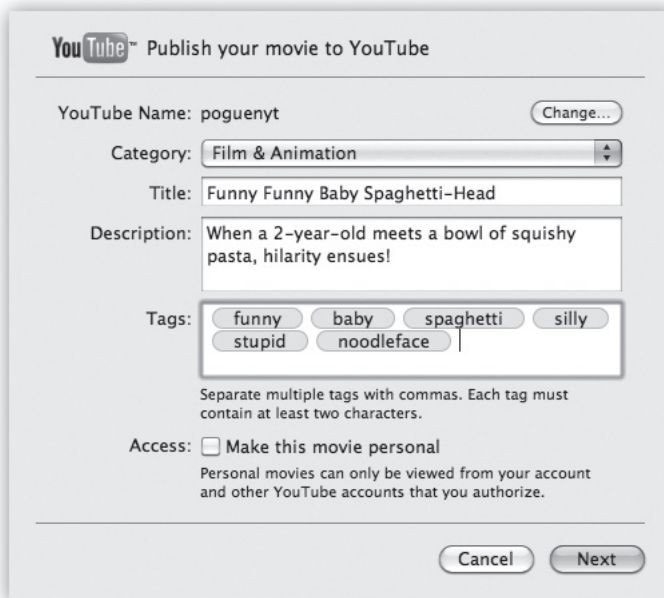 YouTube™ Publish your movie to YouTube
YouTube Name: poguenyt Change...
Category: Film & Animation
Title: Funny Funny Baby Spaghetti-Head
Description: When a 2-year-old meets a bowl of squishy
pasta, hilarity ensues!
Tags: funny baby spaghetti silly
stupid noodleface
Separate multiple tags with commas. Each tag must
contain at least two characters.
Access: Make this movie personal
Personal movies can only be viewed from your account
and other YouTube accounts that you authorize.
Cancel Next